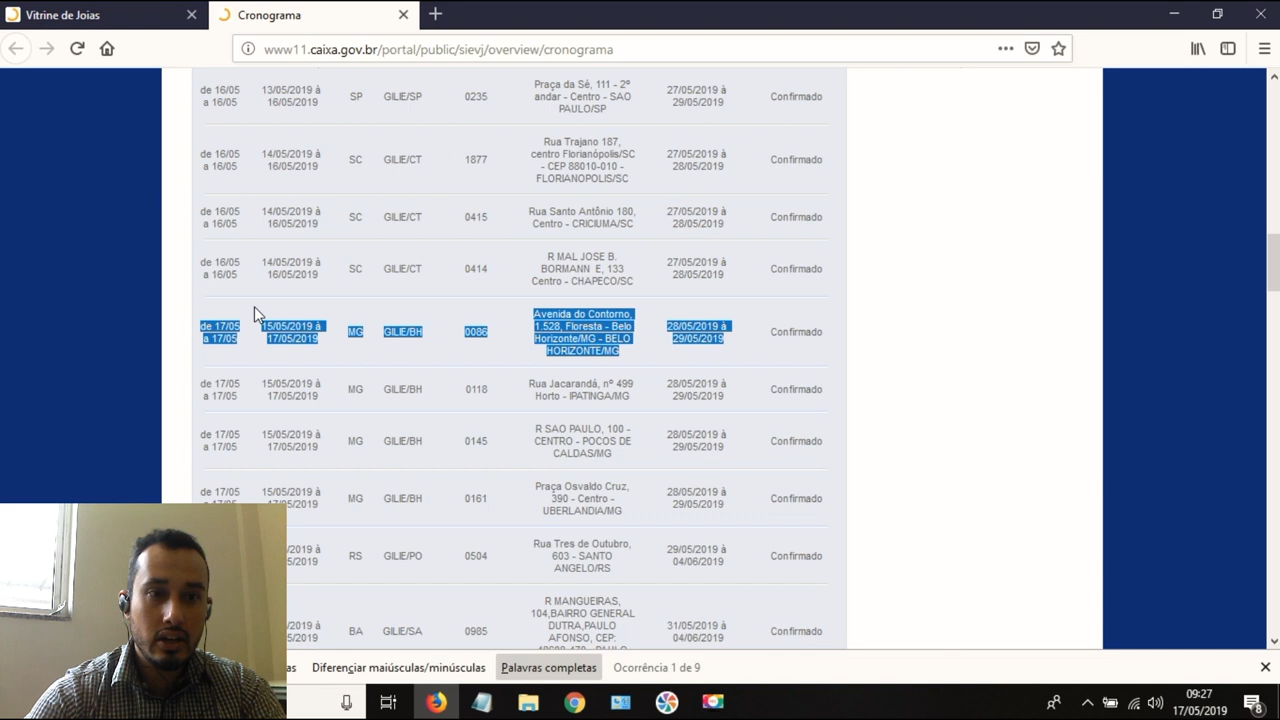 Vitrine de Joias
Cronograma
www11.caixa.gov.br/portal/public/sievj/overview/cronograma
de 16/05
a 16/05
13/05/2019 à
16/05/2019
SP
GILIE/SP
0235
Praça da Sé, 111 - 2º
andar - Centro - SAO
PAULO/SP
27/05/2019 à
29/05/2019
Confirmado
de 16/05
a 16/05
14/05/2019 à
16/05/2019
SC
GILIE/CT
1877
Rua Trajano 187,
centro Florianópolis/SC
- CEP 88010-010 -
FLORIANOPOLIS/SC
27/05/2019 à
28/05/2019
Confirmado
de 16/05
a 16/05
14/05/2019 à
16/05/2019
SC
GILIE/CT
0415
Rua Santo Antônio 180,
Centro - CRICIUMA/SC
27/05/2019 à
28/05/2019
Confirmado
de 16/05
a 16/05
14/05/2019 à
16/05/2019
SC
GILIE/CT
0414
R MAL JOSE B.
BORMANN E, 133
Centro - CHAPECO/SC
27/05/2019 à
28/05/2019
Confirmado
de 17/05
a 17/05
15/05/2019 à
17/05/2019
MG
GILIE/BH
0086
Avenida do Contorno,
1.528, Floresta - Belo
Horizonte/MG - BELO
HORIZONTE/MG
28/05/2019 à
29/05/2019
Confirmado
de 17/05
a 17/05
15/05/2019 à
17/05/2019
MG
GILIE/BH
0118
Rua Jacarandá, nº 499
Horto - IPATINGA/MG
28/05/2019 à
29/05/2019
Confirmado
de 17/05
a 17/05
15/05/2019 à
17/05/2019
MG
GILIE/BH
0145
R SAO PAULO, 100 -
CENTRO - POCOS DE
CALDAS/MG
28/05/2019 à
29/05/2019
Confirmado
de 17/05
15/05/2019 à
17/05/2019
MG
GILIE/BH
0161
Praça Osvaldo Cruz,
390 - Centro -
UBERLANDIA/MG
28/05/2019 à
29/05/2019
Confirmado
/05/2019 à
/05/2019
RS
GILIE/PO
0504
Rua Tres de Outubro,
603 - SANTO
ANGELO/RS
29/05/2019 à
04/06/2019
Confirmado
/05/2019 à
/05/2019
BA
GILIE/SA
0985
R MANGUEIRAS,
104,BAIRRO GENERAL
DUTRA,PAULO
AFONSO, CEP:
31/05/2019 à
04/06/2019
Confirmado
as Diferenciar maiúsculas/minúsculas Palavras completas Ocorrência 1 de 9
09:27
17/05/2019
8